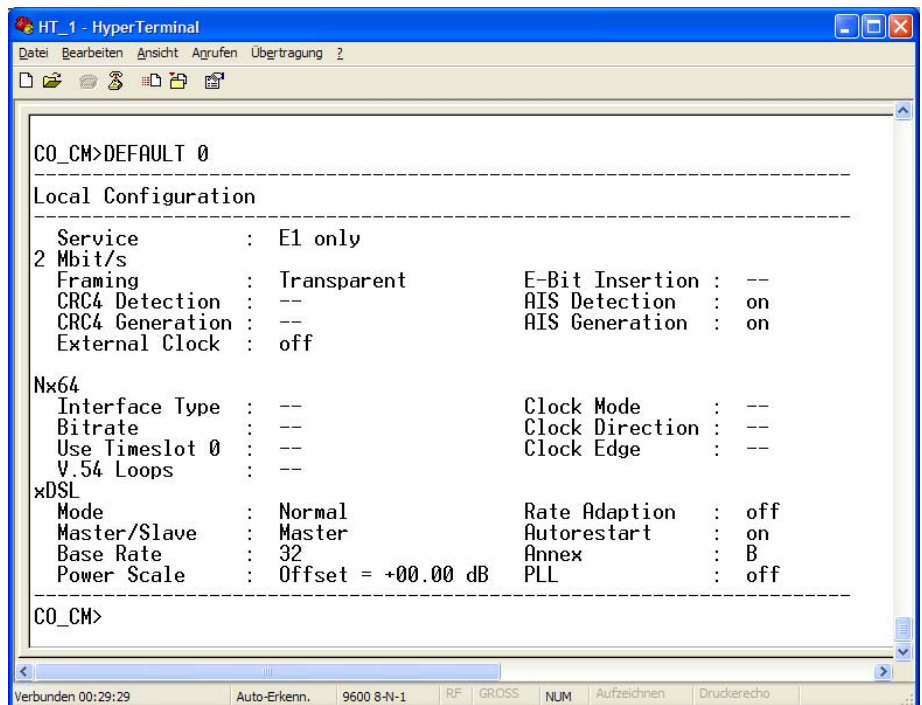 HT_1 - HyperTerminal
Datei Bearbeiten Ansicht Anrufen Übertragung ?
CO_CM>DEFAULT 0
--------------------------------------------------------------------------
Local Configuration
--------------------------------------------------------------------------
Service : E1 only
2 Mbit/s
Framing : Transparent E-Bit Insertion : --
CRC4 Detection : -- AIS Detection : on
CRC4 Generation : -- AIS Generation : on
External Clock : off
Nx64
Interface Type : -- Clock Mode : --
Bitrate : -- Clock Direction : --
Use Timeslot 0 : -- Clock Edge : --
V.54 Loops : --
xDSL
Mode : Normal Rate Adaption : off
Master/Slave : Master Autorestart : on
Base Rate : 32 Annex : B
Power Scale : Offset = +00.00 dB PLL : off
--------------------------------------------------------------------------
CO_CM>
Verbunden 00:29:29 Auto-Erkenn. 9600 8-N-1 RF GROSS NUM Aufzeichnen Druckerecho